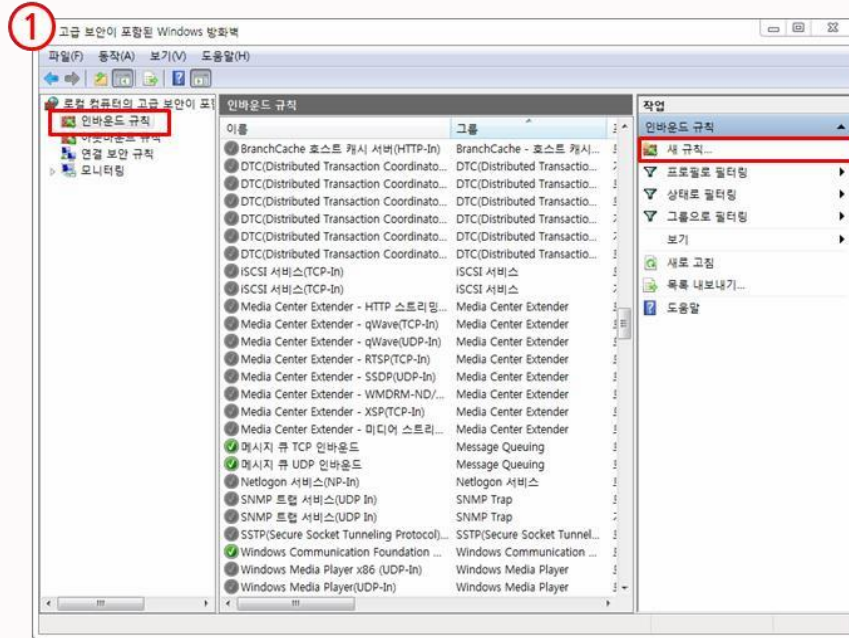 ①
고급 보안이 포함된 Windows 방화벽
파일(F) 동작(A) 보기(V) 도움말(H)
로컬 컴퓨터의 고급 보안이 포
인바운드 규칙
아웃바운드 규칙
연결 보안 규칙
모니터링
인바운드 규칙
이름 그룹
BranchCache 호스트 캐시 서버(HTTP-In) BranchCache - 호스트 캐시...
DTC(Distributed Transaction Coordinato... DTC(Distributed Transactio...
DTC(Distributed Transaction Coordinato... DTC(Distributed Transactio...
DTC(Distributed Transaction Coordinato... DTC(Distributed Transactio...
DTC(Distributed Transaction Coordinato... DTC(Distributed Transactio...
DTC(Distributed Transaction Coordinato... DTC(Distributed Transactio...
DTC(Distributed Transaction Coordinato... DTC(Distributed Transactio...
iSCSI 서비스(TCP-In) iSCSI 서비스
iSCSI 서비스(TCP-In) iSCSI 서비스
Media Center Extender - HTTP 스트리밍... Media Center Extender
Media Center Extender - qWave(TCP-In) Media Center Extender
Media Center Extender - qWave(UDP-In) Media Center Extender
Media Center Extender - RTSP(TCP-In) Media Center Extender
Media Center Extender - SSDP(UDP-In) Media Center Extender
Media Center Extender - WMDRM-ND/... Media Center Extender
Media Center Extender - XSP(TCP-In) Media Center Extender
Media Center Extender - 미디어 스트리... Media Center Extender
메시지 큐 TCP 인바운드 Message Queuing
메시지 큐 UDP 인바운드 Message Queuing
Netlogon 서비스(NP-In) Netlogon 서비스
SNMP 트랩 서비스(UDP In) SNMP Trap
SNMP 트랩 서비스(UDP In) SNMP Trap
SSTP(Secure Socket Tunneling Protocol)... SSTP(Secure Socket Tunnel...
Windows Communication Foundation ... Windows Communication ...
Windows Media Player x86 (UDP-In) Windows Media Player
Windows Media Player(UDP-In) Windows Media Player
작업
인바운드 규칙
새 규칙...
프로필로 필터링
상태로 필터링
그룹으로 필터링
보기
새로 고침
목록 내보내기...
도움말